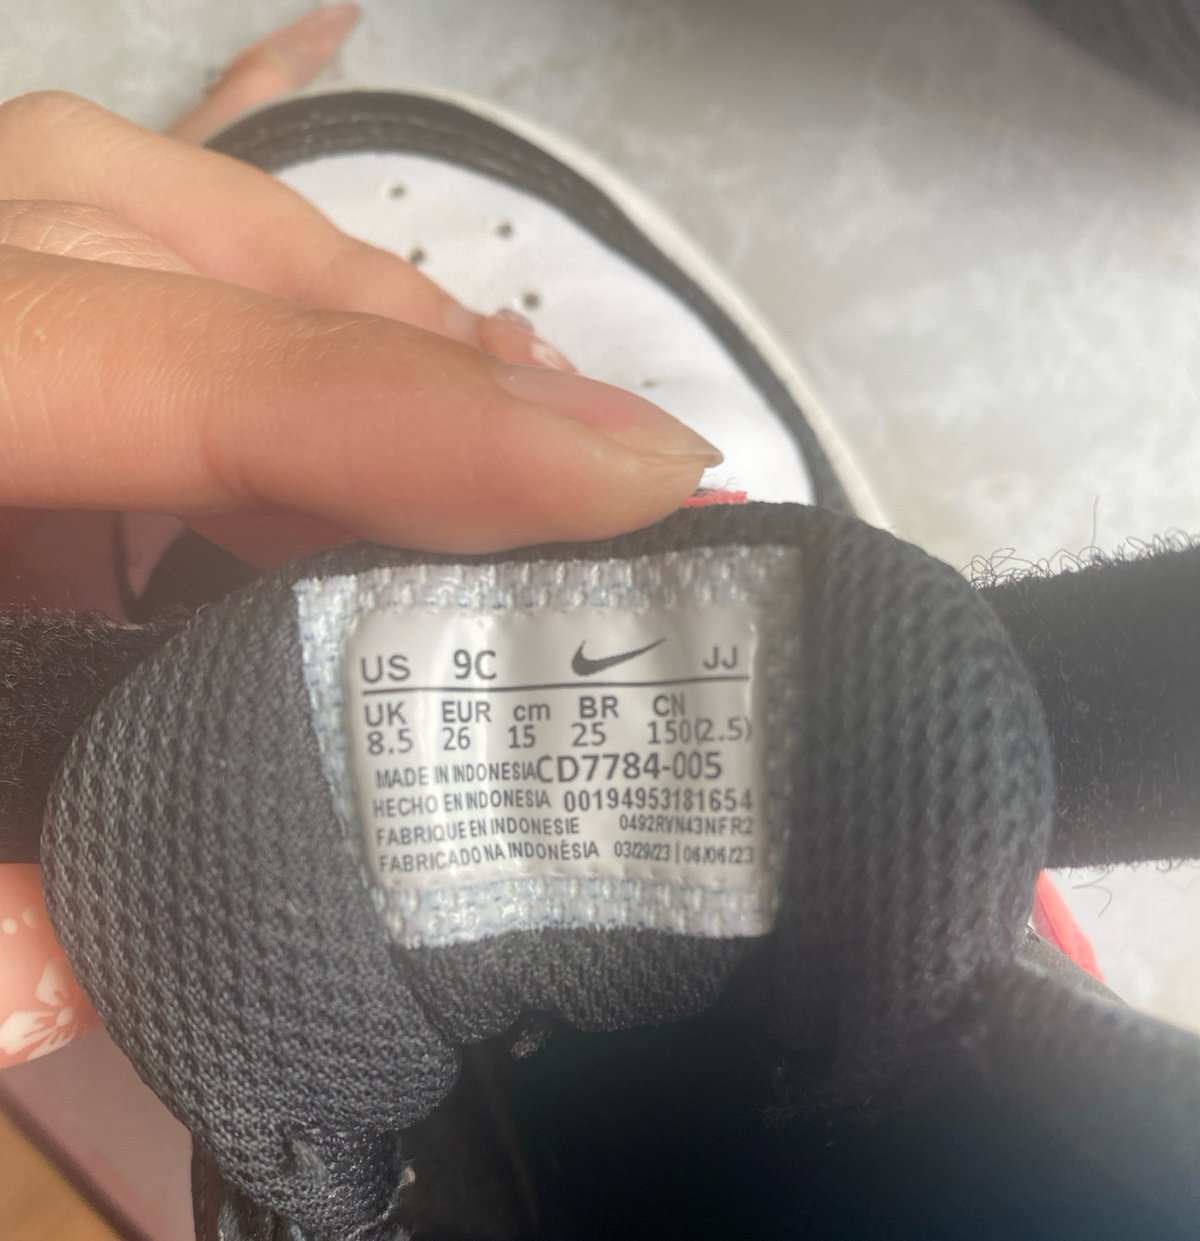 US 9C JJ
UK EUR cm BR CN
8.5 26 15 25 150(2.5)
MADE IN INDONESIA CD7784-005
HECHO EN INDONESIA 00194953181654
FABRIQUE EN INDONESIE 0492RVN43NFR2
FABRICADO NA INDONÉSIA 03/29/23 | 06/06/23